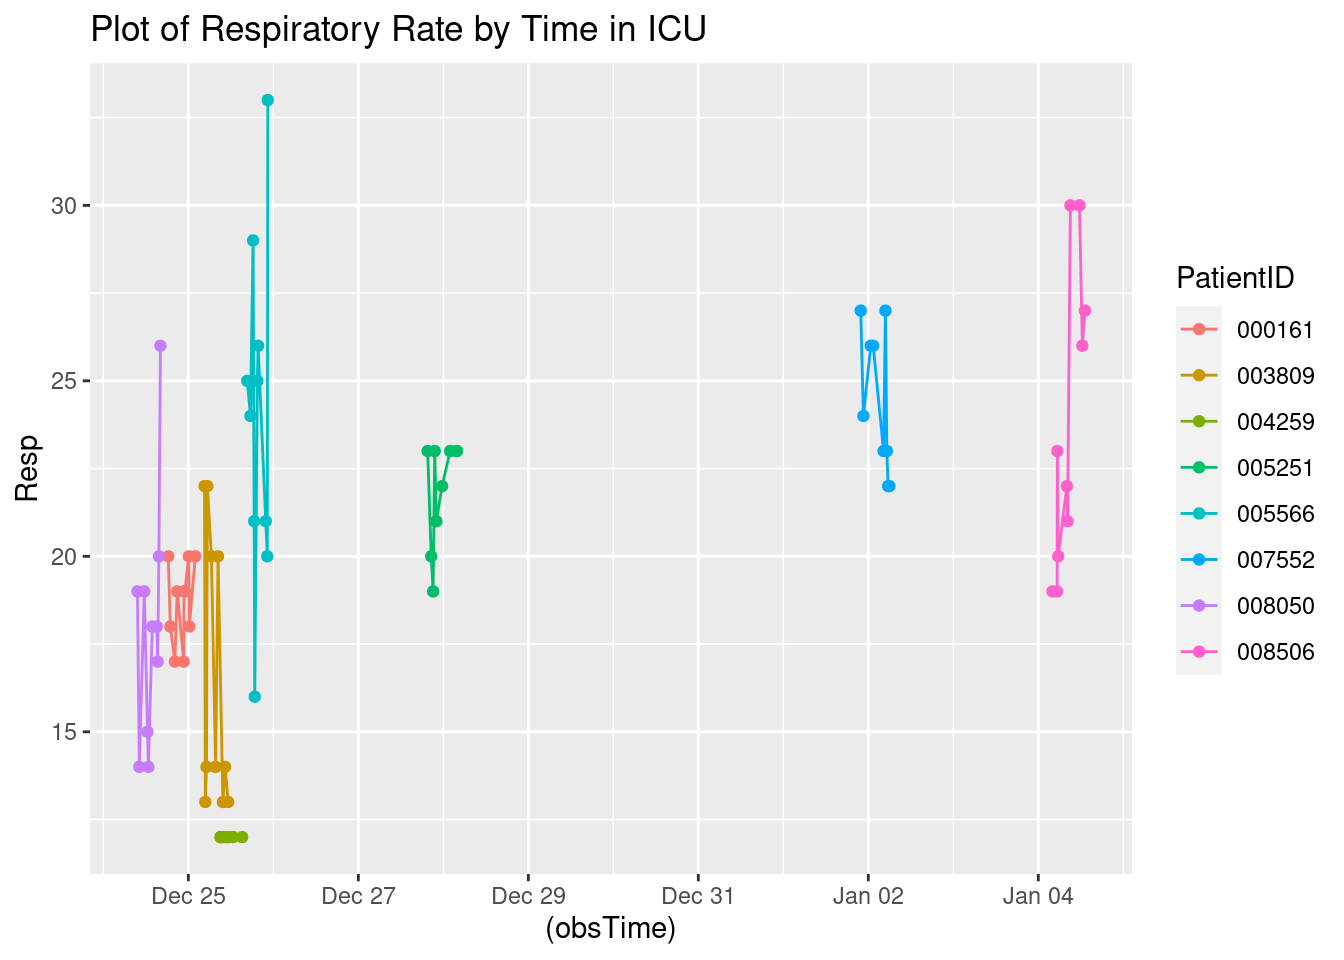 Plot of Respiratory Rate by Time in ICU
Resp
30
25
20
15
Dec 25 Dec 27 Dec 29 Dec 31 Jan 02 Jan 04
(obsTime)
PatientID
000161
003809
004259
005251
005566
007552
008050
008506